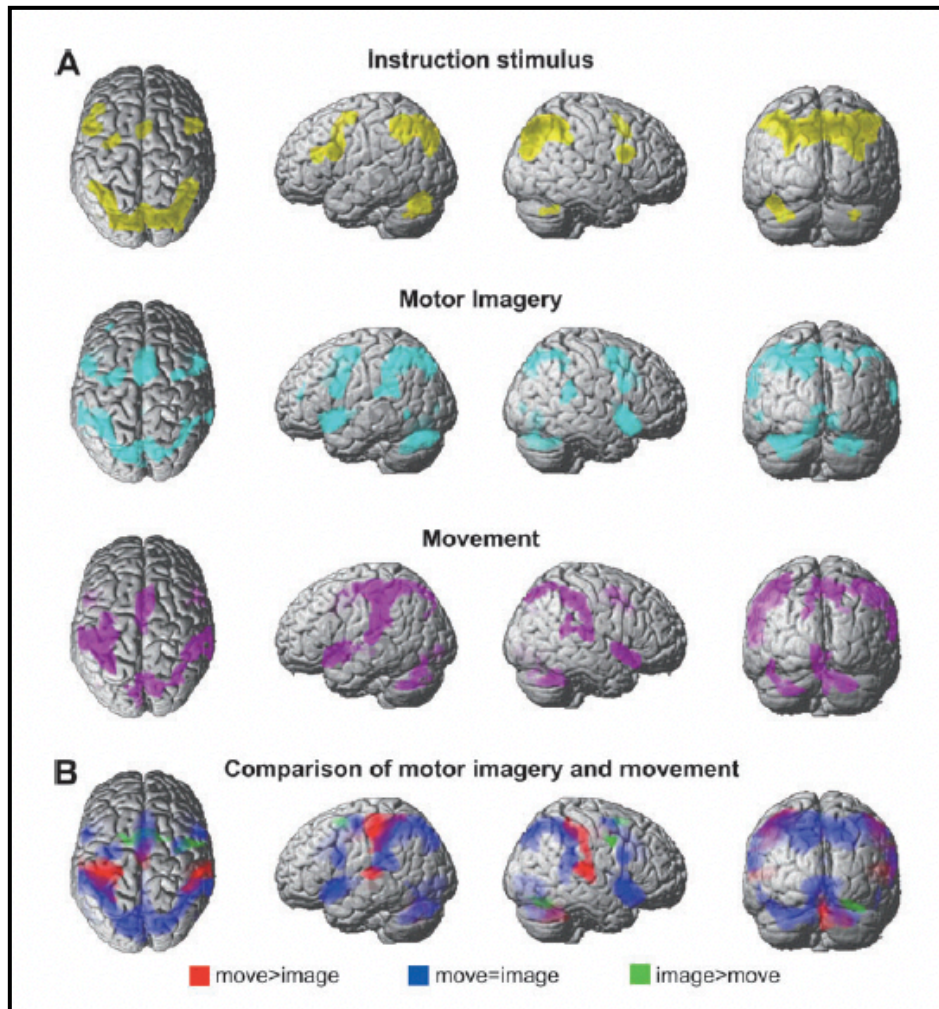 A
Instruction stimulus
Motor Imagery
Movement
B
Comparison of motor imagery and movement
move>image move=image image>move